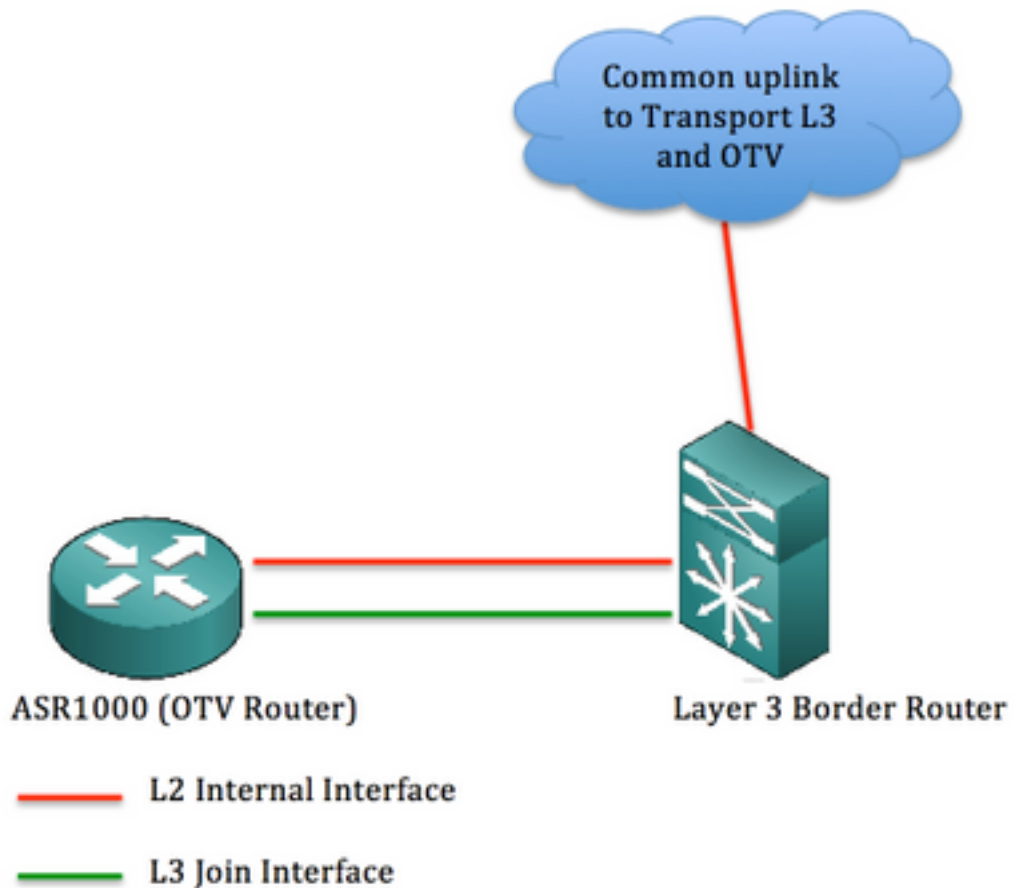 Common uplink
to Transport L3
and OTV
ASR1000 (OTV Router)
Layer 3 Border Router
L2 Internal Interface
L3 Join Interface